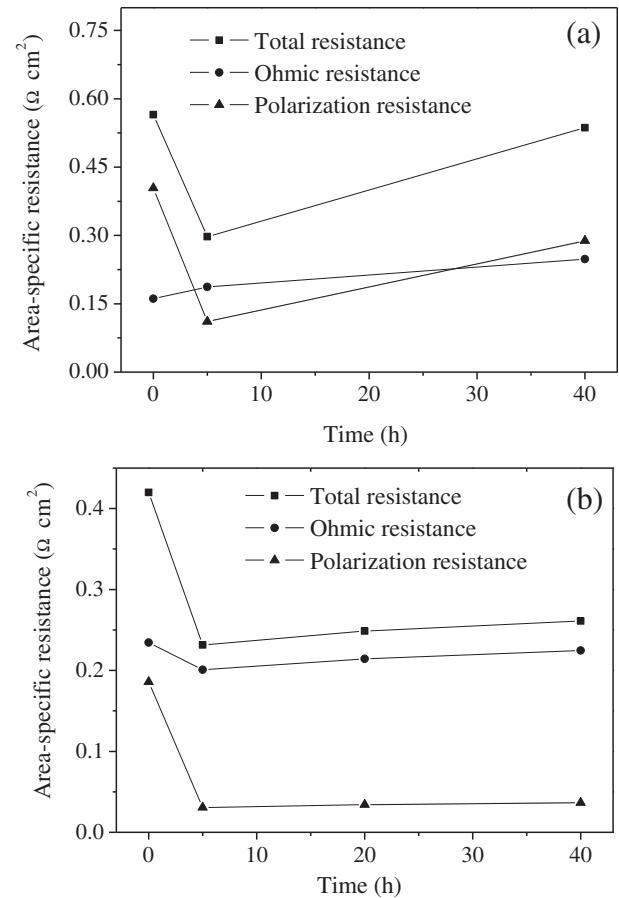 (a)
Total resistance
Ohmic resistance
Polarization resistance
Area-specific resistance (Ω cm²)
0.75
0.60
0.45
0.30
0.15
0.00
0 10 20 30 40
Time (h)
(b)
Total resistance
Ohmic resistance
Polarization resistance
Area-specific resistance (Ω cm²)
0.4
0.3
0.2
0.1
0.0
0 10 20 30 40
Time (h)